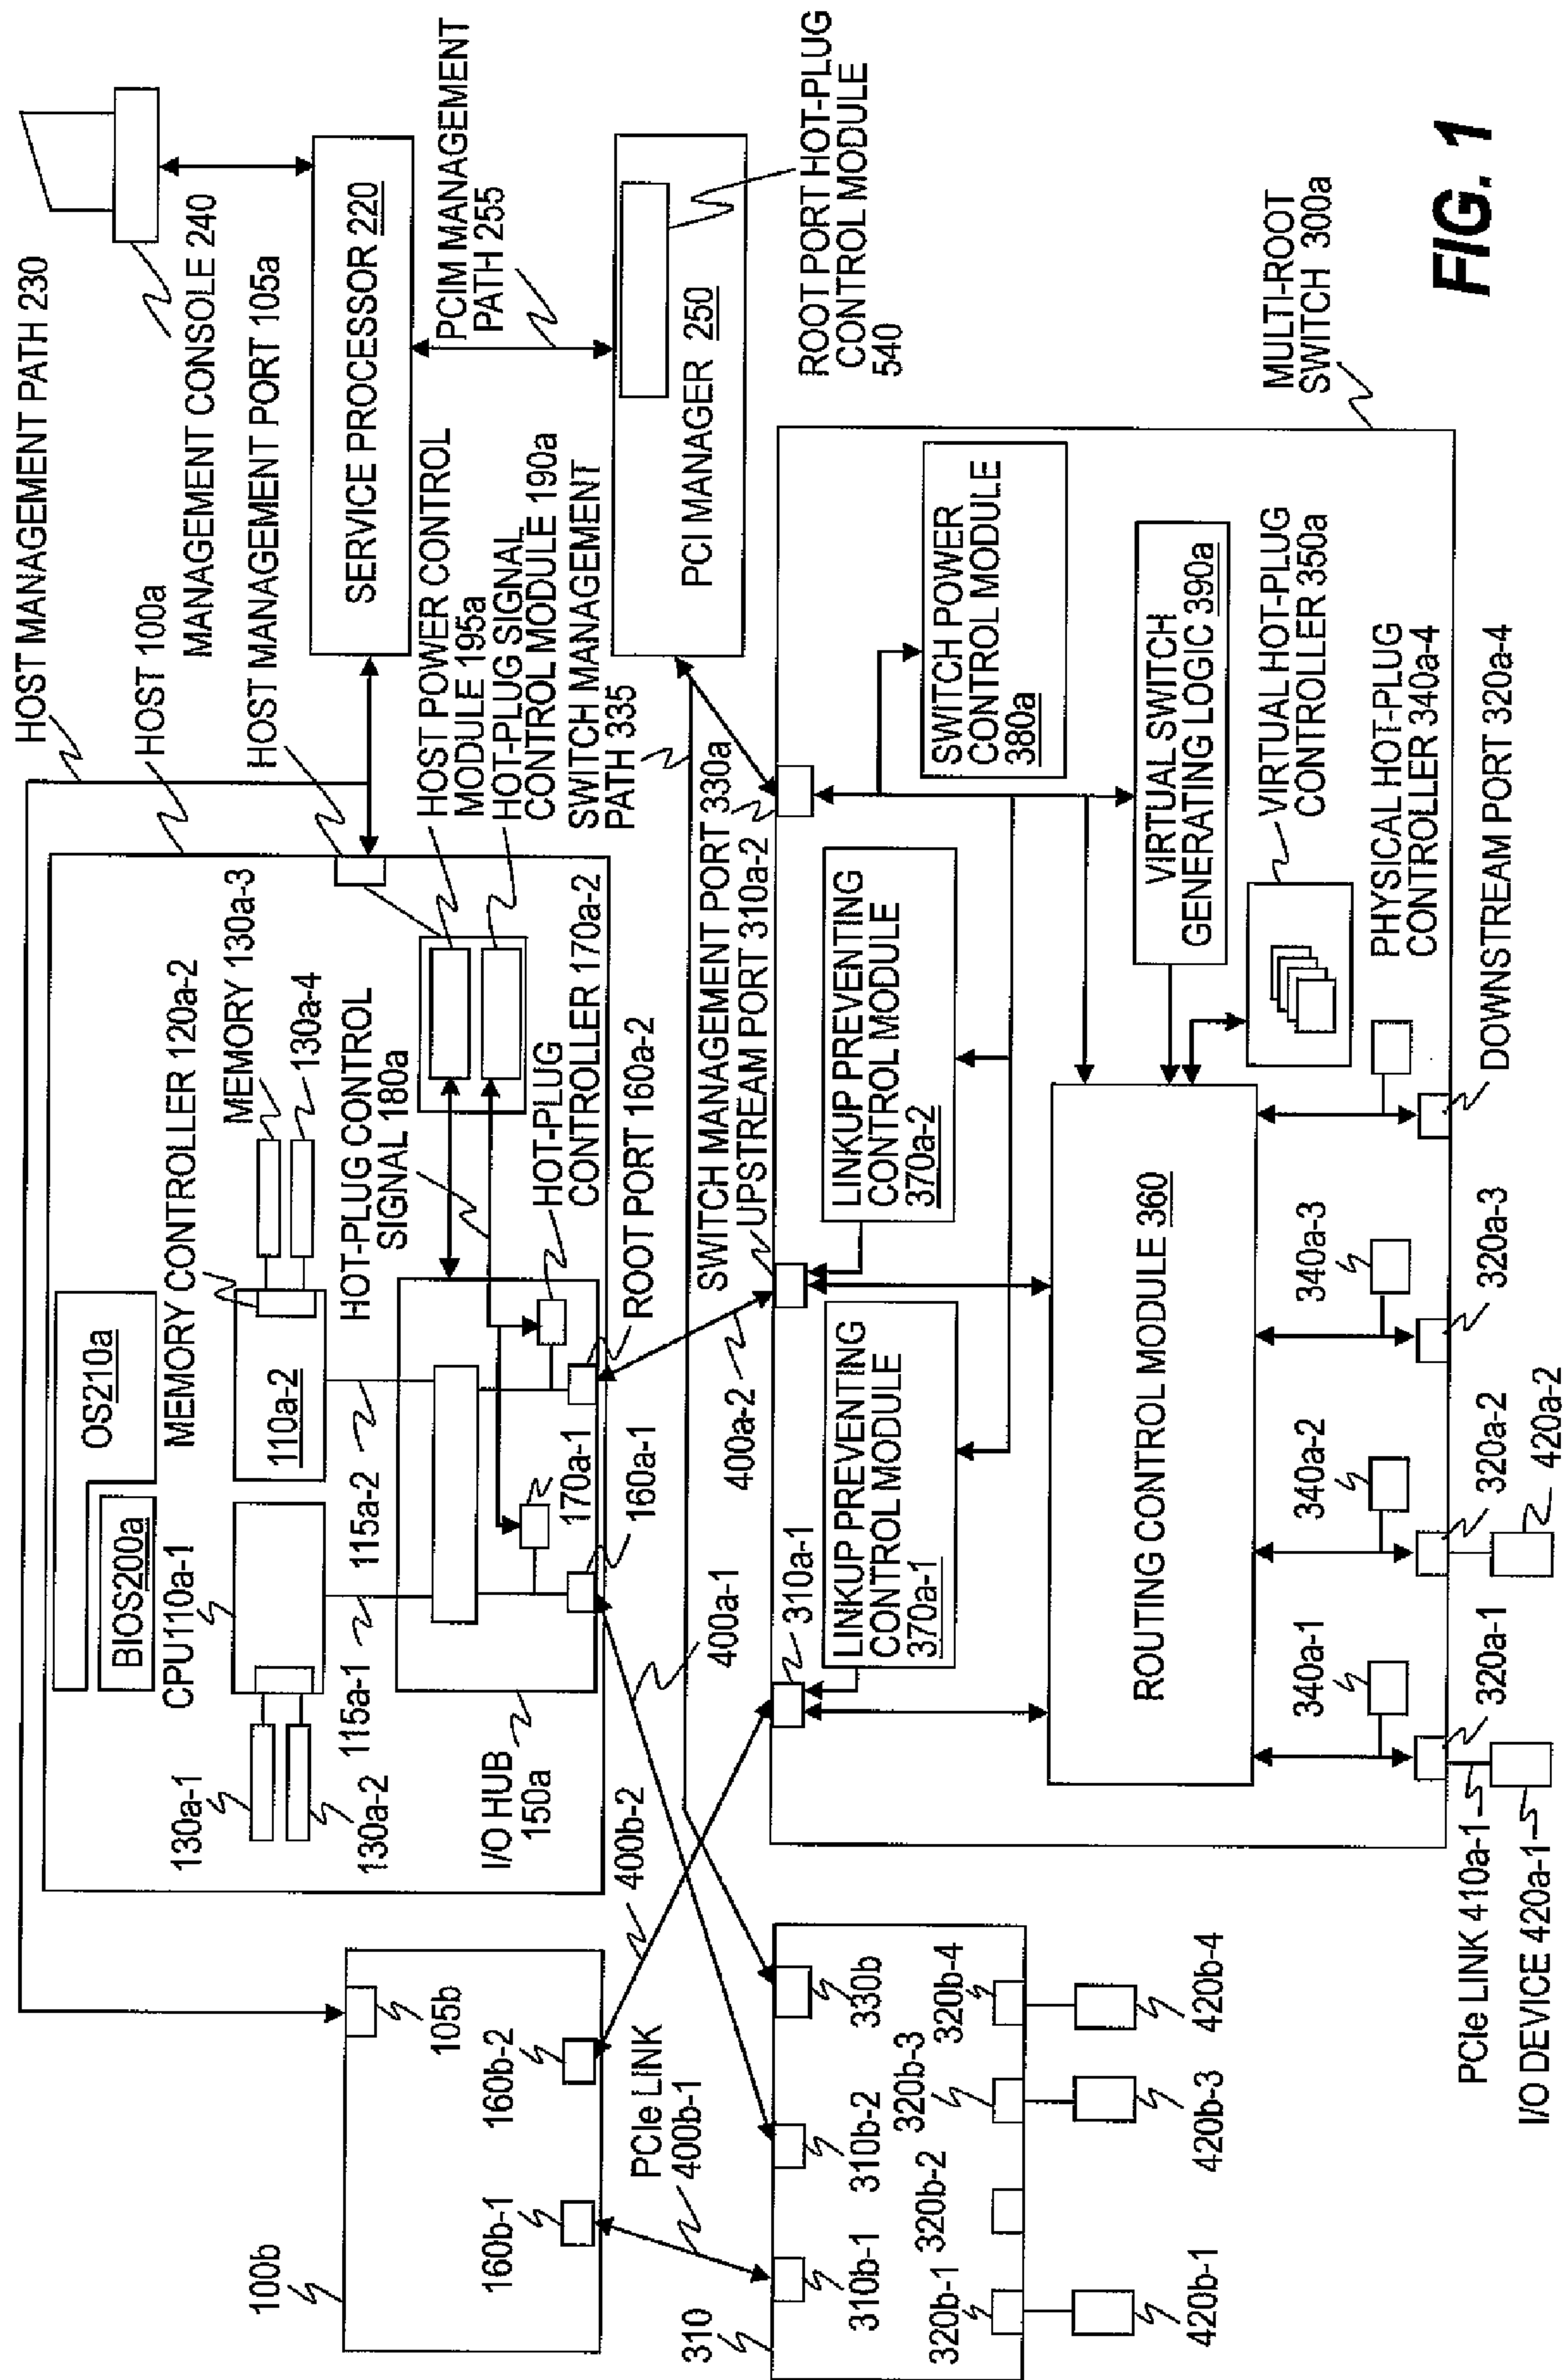 HOST MANAGEMENT PATH 230
HOST 100a
MANAGEMENT CONSOLE 240
HOST MANAGEMENT PORT 105a
SERVICE PROCESSOR 220
PCIM MANAGEMENT
PATH 255
PCI MANAGER 250
ROOT PORT HOT-PLUG
CONTROL MODULE
540
HOST POWER CONTROL
MODULE 195a
HOT-PLUG SIGNAL
CONTROL MODULE 190a
SWITCH MANAGEMENT
PATH 335
OS210a
BIOS200a
CPU110a-1
110a-2
MEMORY CONTROLLER 120a-2
MEMORY 130a-3
130a-4
130a-1
130a-2
115a-1
115a-2
HOT-PLUG CONTROL
SIGNAL 180a
HOT-PLUG
CONTROLLER 170a-2
ROOT PORT 160a-2
170a-1
160a-1
I/O HUB
150a
100b
105b
160b-1
160b-2
PCIe LINK
400b-1
400b-2
400a-1
400a-2
SWITCH MANAGEMENT PORT 330a
UPSTREAM PORT 310a-2
310a-1
MULTI-ROOT
SWITCH 300a
LINKUP PREVENTING
CONTROL MODULE
370a-1
LINKUP PREVENTING
CONTROL MODULE
370a-2
SWITCH POWER
CONTROL MODULE
380a
VIRTUAL SWITCH
GENERATING LOGIC 390a
VIRTUAL HOT-PLUG
CONTROLLER 350a
ROUTING CONTROL MODULE 360
PHYSICAL HOT-PLUG
CONTROLLER 340a-4
340a-1
340a-2
340a-3
DOWNSTREAM PORT 320a-4
320a-1
320a-2
320a-3
420a-2
PCIe LINK 410a-1
I/O DEVICE 420a-1
310
310b-1
310b-2
330b
320b-1
320b-2
320b-3
320b-4
420b-1
420b-3
420b-4
FIG. 1